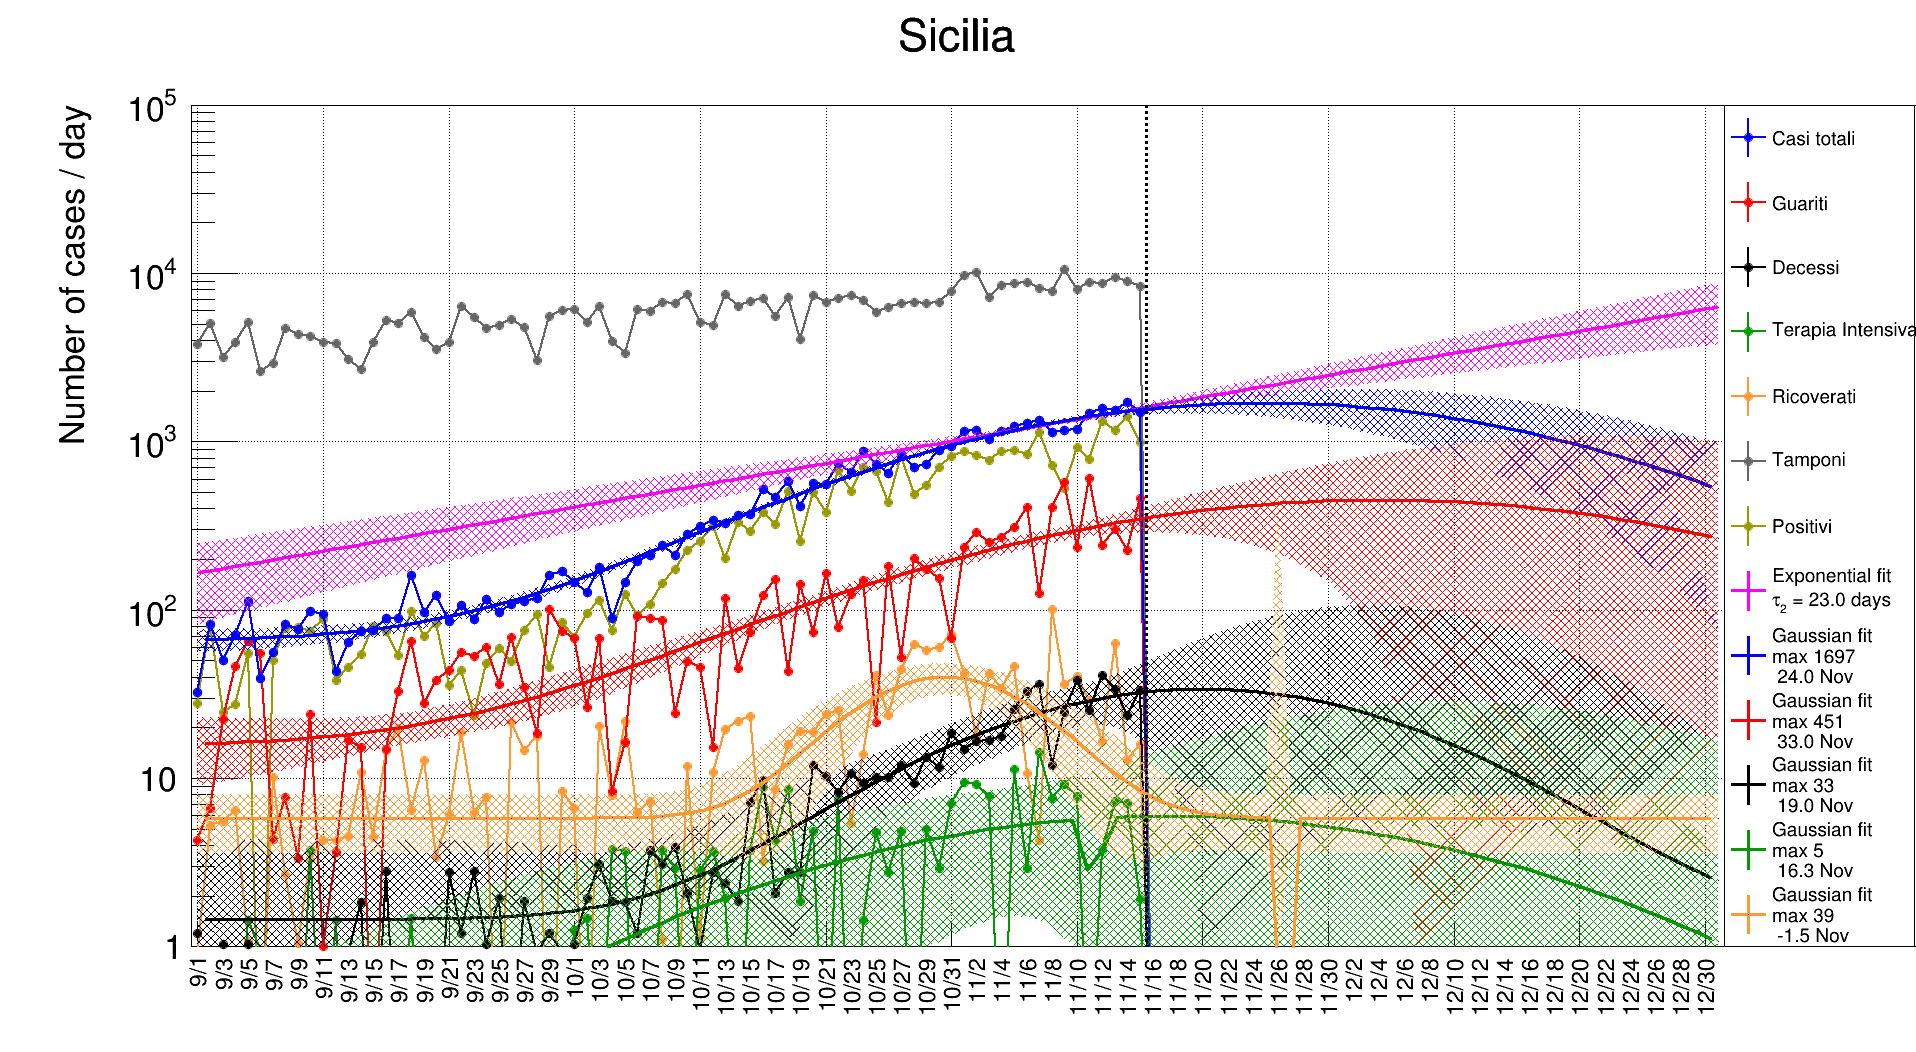 Sicilia
Number of cases / day
10^5
10^4
10^3
10^2
10
1
9/1
9/3
9/5
9/7
9/9
9/11
9/13
9/15
9/17
9/19
9/21
9/23
9/25
9/27
9/29
10/1
10/3
10/5
10/7
10/9
10/11
10/13
10/15
10/17
10/19
10/21
10/23
10/25
10/27
10/29
10/31
11/2
11/4
11/6
11/8
11/10
11/12
11/14
11/16
11/18
11/20
11/22
11/24
11/26
11/28
11/30
12/2
12/4
12/6
12/8
12/10
12/12
12/14
12/16
12/18
12/20
12/22
12/24
12/26
12/28
12/30
Casi totali
Guariti
Decessi
Terapia Intensiva
Ricoverati
Tamponi
Positivi
Exponential fit
τ₂ = 23.0 days
Gaussian fit
max 1697
24.0 Nov
Gaussian fit
max 451
33.0 Nov
Gaussian fit
max 33
19.0 Nov
Gaussian fit
max 5
16.3 Nov
Gaussian fit
max 39
-1.5 Nov